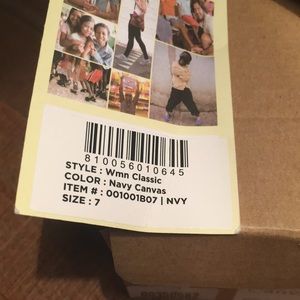 810056010645
STYLE : Wmn Classic
COLOR : Navy Canvas
ITEM # : 001001B07 | NVY
SIZE : 7